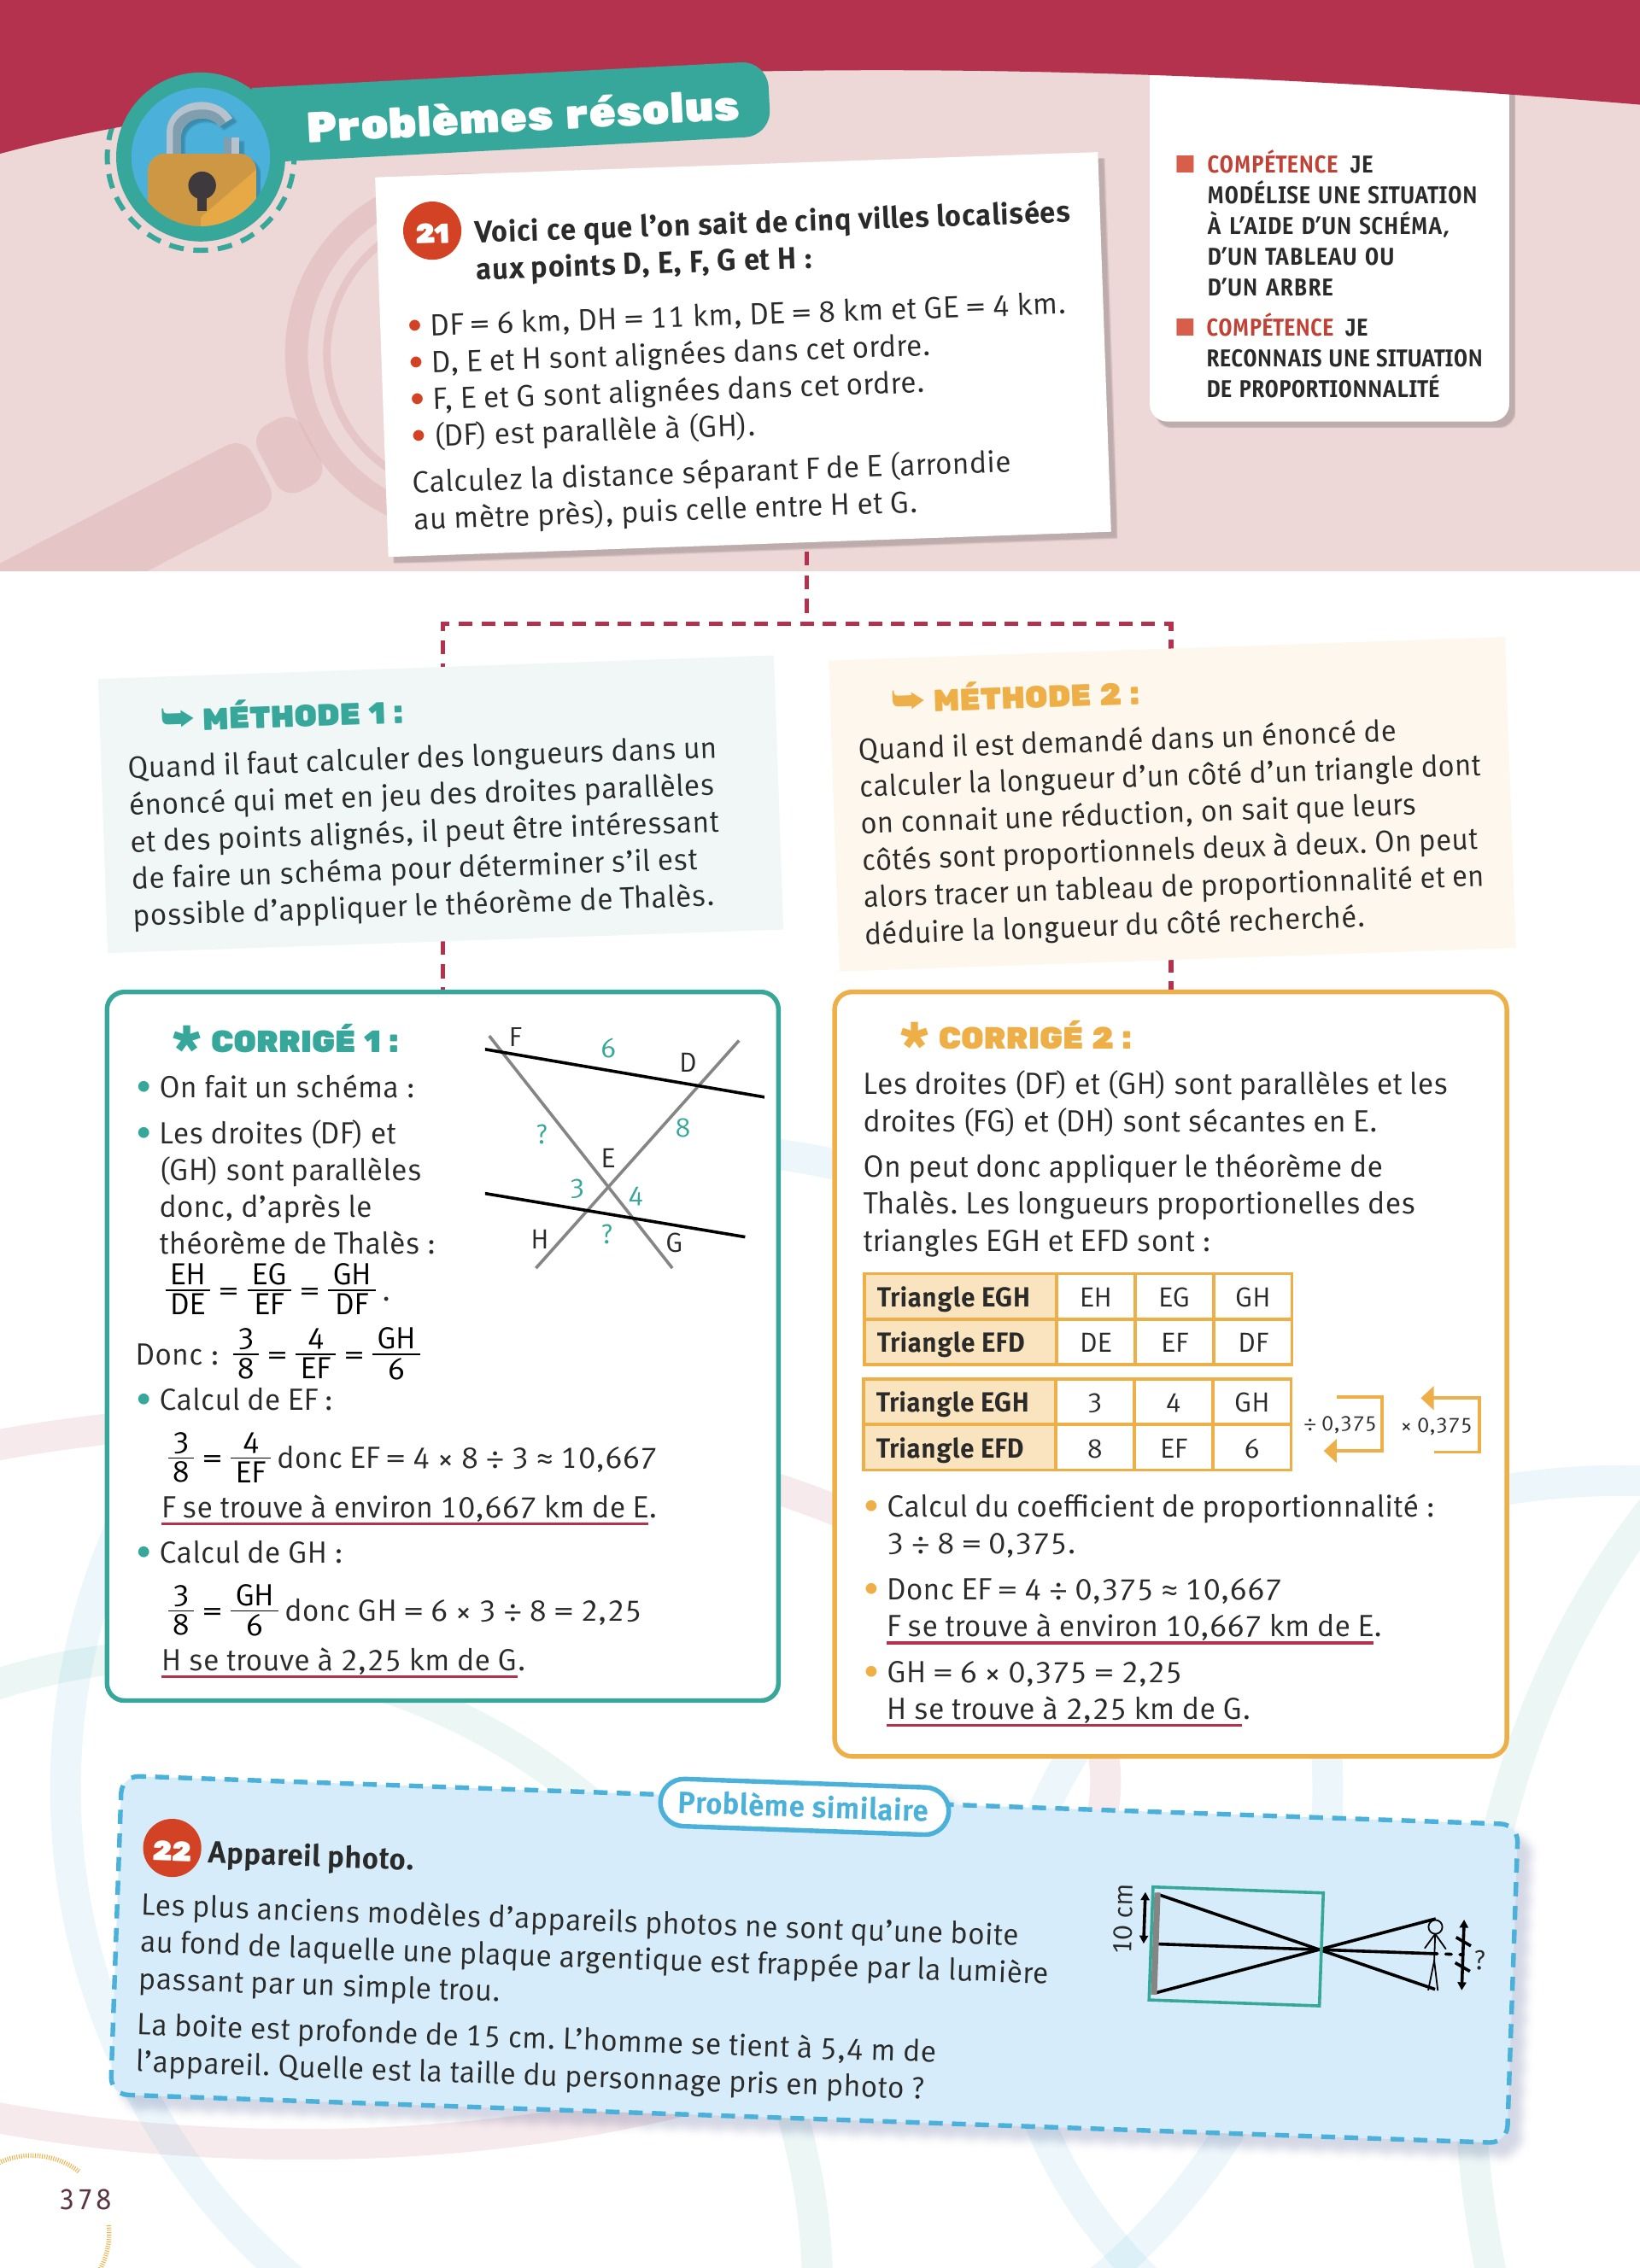 Problèmes résolus
COMPÉTENCE JE
MODÉLISE UNE SITUATION
À L'AIDE D'UN SCHÉMA,
D'UN TABLEAU OU
D'UN ARBRE
COMPÉTENCE JE
RECONNAIS UNE SITUATION
DE PROPORTIONNALITÉ
21 Voici ce que l'on sait de cinq villes localisées
aux points D, E, F, G et H :
• DF = 6 km, DH = 11 km, DE = 8 km et GE = 4 km.
• D, E et H sont alignées dans cet ordre.
• F, E et G sont alignées dans cet ordre.
• (DF) est parallèle à (GH).
Calculez la distance séparant F de E (arrondie
au mètre près), puis celle entre H et G.
MÉTHODE 1 :
Quand il faut calculer des longueurs dans un
énoncé qui met en jeu des droites parallèles
et des points alignés, il peut être intéressant
de faire un schéma pour déterminer s'il est
possible d'appliquer le théorème de Thalès.
MÉTHODE 2 :
Quand il est demandé dans un énoncé de
calculer la longueur d'un côté d'un triangle dont
on connait une réduction, on sait que leurs
côtés sont proportionnels deux à deux. On peut
alors tracer un tableau de proportionnalité et en
déduire la longueur du côté recherché.
* CORRIGÉ 1 :
• On fait un schéma :
• Les droites (DF) et
(GH) sont parallèles
donc, d'après le
théorème de Thalès :
EH/DE = EG/EF = GH/DF .
Donc : 3/8 = 4/EF = GH/6
• Calcul de EF :
3/8 = 4/EF donc EF = 4 × 8 ÷ 3 ≈ 10,667
F se trouve à environ 10,667 km de E.
• Calcul de GH :
3/8 = GH/6 donc GH = 6 × 3 ÷ 8 = 2,25
H se trouve à 2,25 km de G.
F
6
D
?
8
E
3
4
H
?
G
* CORRIGÉ 2 :
Les droites (DF) et (GH) sont parallèles et les
droites (FG) et (DH) sont sécantes en E.
On peut donc appliquer le théorème de
Thalès. Les longueurs proportionelles des
triangles EGH et EFD sont :
Triangle EGH EH EG GH
Triangle EFD DE EF DF
Triangle EGH 3 4 GH
Triangle EFD 8 EF 6
÷ 0,375 × 0,375
• Calcul du coefficient de proportionnalité :
3 ÷ 8 = 0,375.
• Donc EF = 4 ÷ 0,375 ≈ 10,667
F se trouve à environ 10,667 km de E.
• GH = 6 × 0,375 = 2,25
H se trouve à 2,25 km de G.
Problème similaire
22 Appareil photo.
Les plus anciens modèles d'appareils photos ne sont qu'une boite
au fond de laquelle une plaque argentique est frappée par la lumière
passant par un simple trou.
La boite est profonde de 15 cm. L'homme se tient à 5,4 m de
l'appareil. Quelle est la taille du personnage pris en photo ?
10 cm
?
378